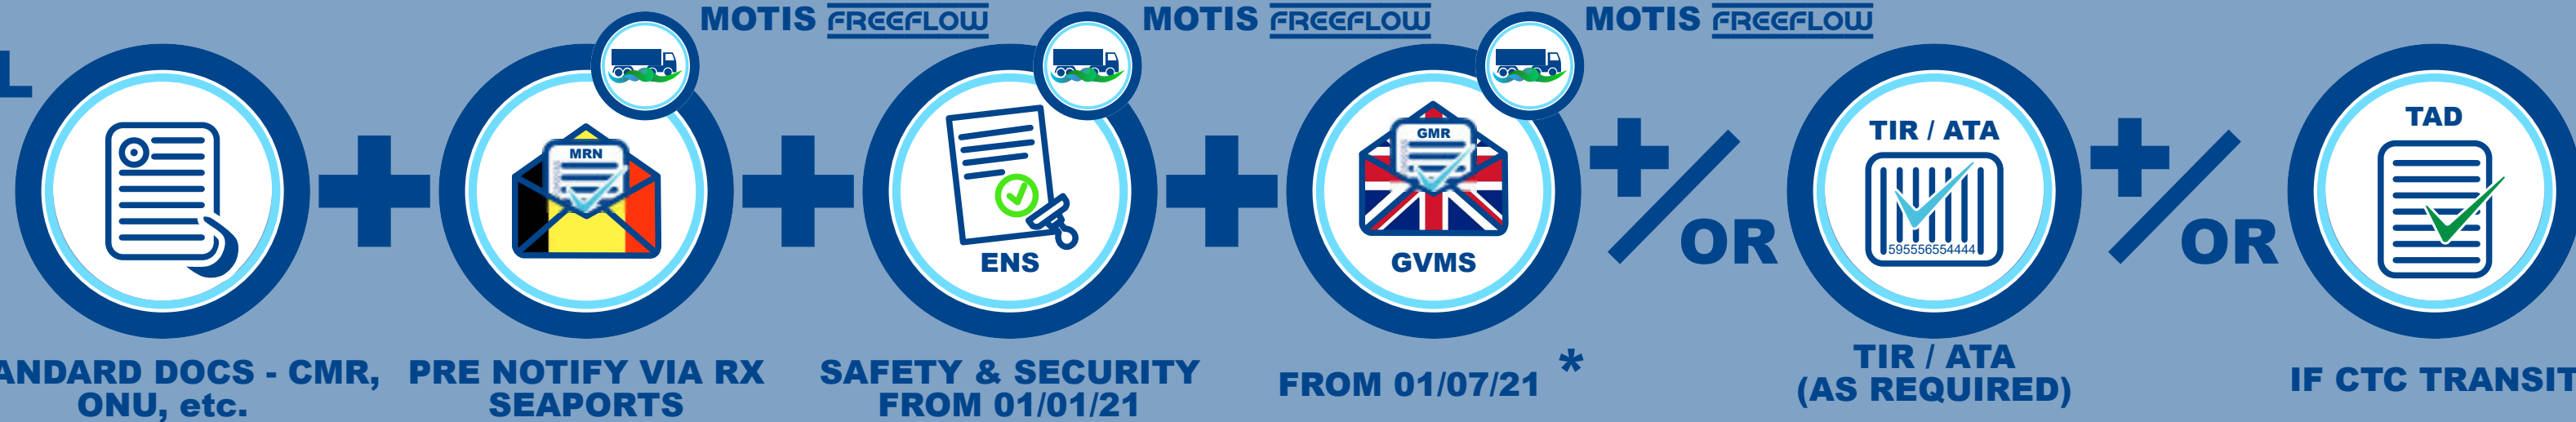 MOTIS FREEFLOW
MOTIS FREEFLOW
MOTIS FREEFLOW
L
MRN
ENS
GMR
GVMS
TIR / ATA
595556554444
TAD
OR
OR
ANDARD DOCS - CMR,
ONU, etc.
PRE NOTIFY VIA RX
SEAPORTS
SAFETY & SECURITY
FROM 01/01/21
FROM 01/07/21 *
TIR / ATA
(AS REQUIRED)
IF CTC TRANSIT